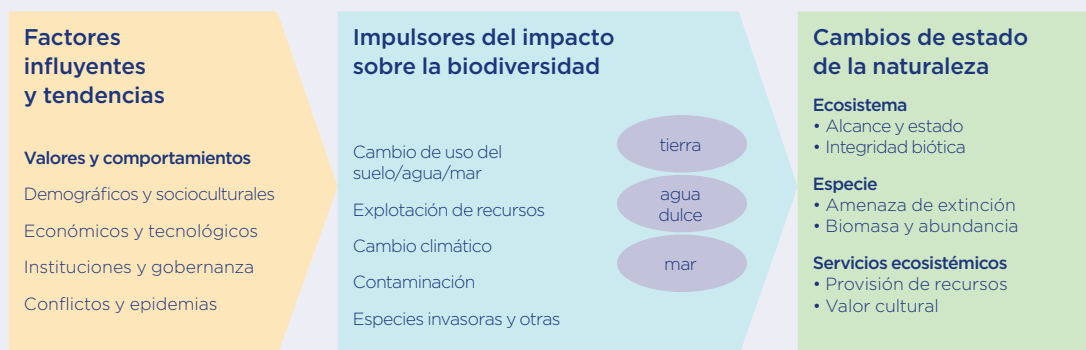 Factores
influyentes
y tendencias
Valores y comportamientos
Demográficos y socioculturales
Económicos y tecnológicos
Instituciones y gobernanza
Conflictos y epidemias
Impulsores del impacto
sobre la biodiversidad
Cambio de uso del
suelo/agua/mar
Explotación de recursos
Cambio climático
Contaminación
Especies invasoras y otras
tierra
agua
dulce
mar
Cambios de estado
de la naturaleza
Ecosistema
• Alcance y estado
• Integridad biótica
Especie
• Amenaza de extinción
• Biomasa y abundancia
Servicios ecosistémicos
• Provisión de recursos
• Valor cultural